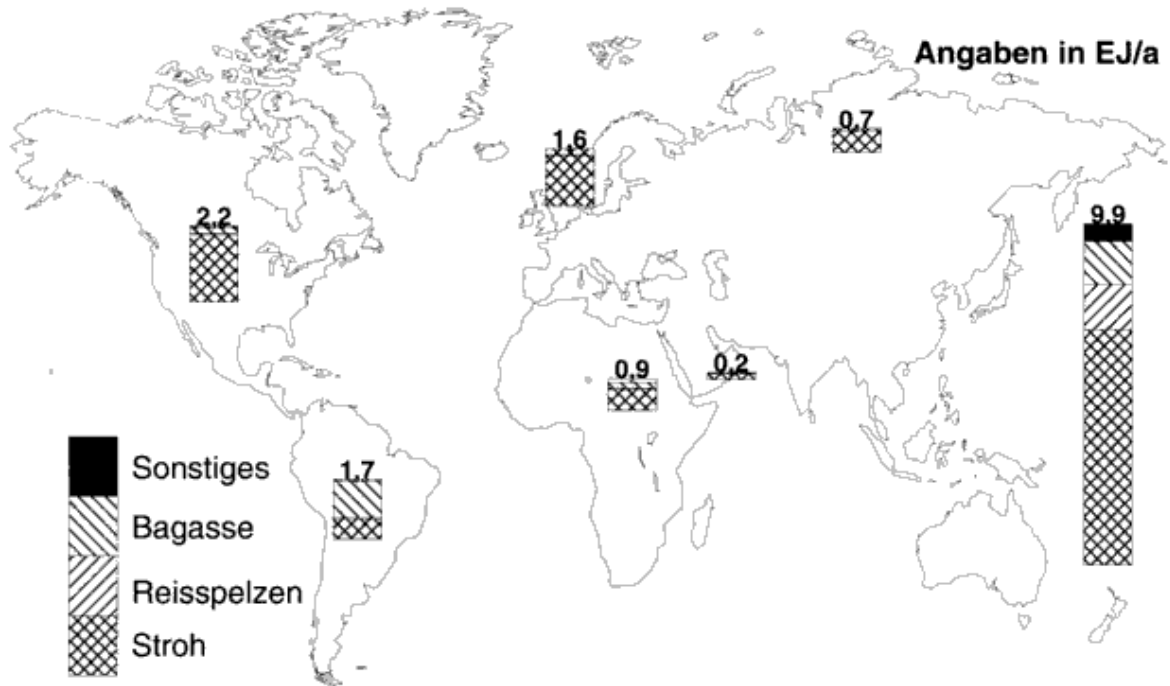 Angaben in EJ/a
0,7
1,6
2,2
9,9
0,9
0,2
1,7
Sonstiges
Bagasse
Reisspelzen
Stroh